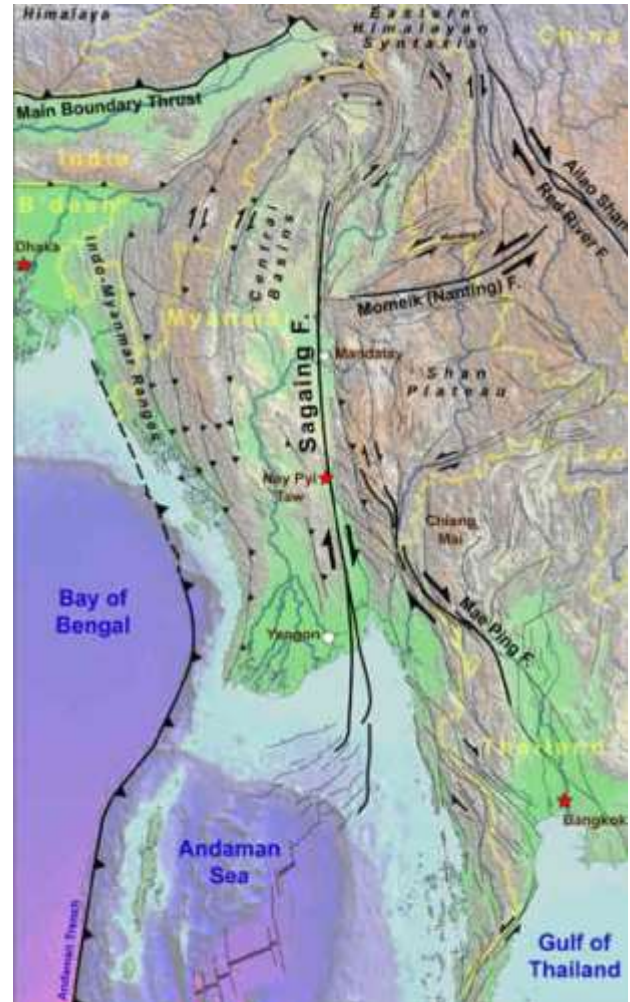 Himalaya
Eastern
Himalayan
Syntaxis
China
Main Boundary Thrust
India
B desh
Dhaka
Indo-Myanmar Ranges
Central
Basins
Myanmar
Ailao Shan
Red River F.
Momeik (Nanting) F.
Mandalay
Sagaing F.
Shan
Plateau
Nay Pyi
Taw
Chiang
Mai
Mae Ping F.
Bay of
Bengal
Yangon
Thailand
Bangkok
Andaman
Sea
Andaman Trench
Gulf of
Thailand